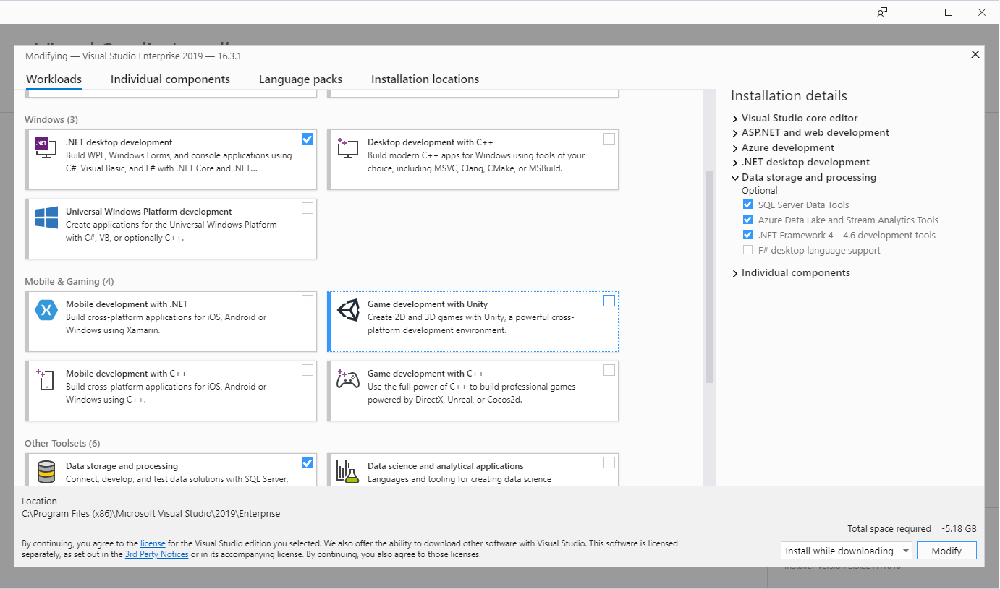 Modifying — Visual Studio Enterprise 2019 — 16.3.1
Workloads
Individual components
Language packs
Installation locations
Windows (3)
.NET
.NET desktop development
Build WPF, Windows Forms, and console applications using
C#, Visual Basic, and F# with .NET Core and .NET...
Desktop development with C++
Build modern C++ apps for Windows using tools of your
choice, including MSVC, Clang, CMake, or MSBuild.
Universal Windows Platform development
Create applications for the Universal Windows Platform
with C#, VB, or optionally C++.
Mobile & Gaming (4)
Mobile development with .NET
Build cross-platform applications for iOS, Android or
Windows using Xamarin.
Game development with Unity
Create 2D and 3D games with Unity, a powerful cross-
platform development environment.
Mobile development with C++
Build cross-platform applications for iOS, Android or
Windows using C++.
Game development with C++
Use the full power of C++ to build professional games
powered by DirectX, Unreal, or Cocos2d.
Other Toolsets (6)
Data storage and processing
Connect, develop, and test data solutions with SQL Server,
Data science and analytical applications
Languages and tooling for creating data science
Installation details
Visual Studio core editor
ASP.NET and web development
Azure development
.NET desktop development
Data storage and processing
Optional
SQL Server Data Tools
Azure Data Lake and Stream Analytics Tools
.NET Framework 4 – 4.6 development tools
F# desktop language support
Individual components
Location
C:\Program Files (x86)\Microsoft Visual Studio\2019\Enterprise
Total space required -5.18 GB
By continuing, you agree to the license for the Visual Studio edition you selected. We also offer the ability to download other software with Visual Studio. This software is licensed
separately, as set out in the 3rd Party Notices or in its accompanying license. By continuing, you also agree to those licenses.
Install while downloading
Modify